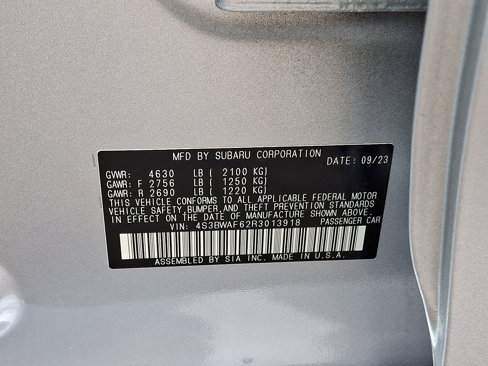 MFD BY SUBARU CORPORATION
DATE: 09/23
GVWR: 4630 LB ( 2100 KG)
GAWR: F 2756 LB ( 1250 KG)
GAWR: R 2690 LB ( 1220 KG)
THIS VEHICLE CONFORMS TO ALL APPLICABLE FEDERAL MOTOR
VEHICLE SAFETY, BUMPER, AND THEFT PREVENTION STANDARDS
IN EFFECT ON THE DATE OF MANUFACTURE SHOWN ABOVE.
VIN: 4S3BWAF62R3013918 PASSENGER CAR
ASSEMBLED BY SIA INC. MADE IN U.S.A.